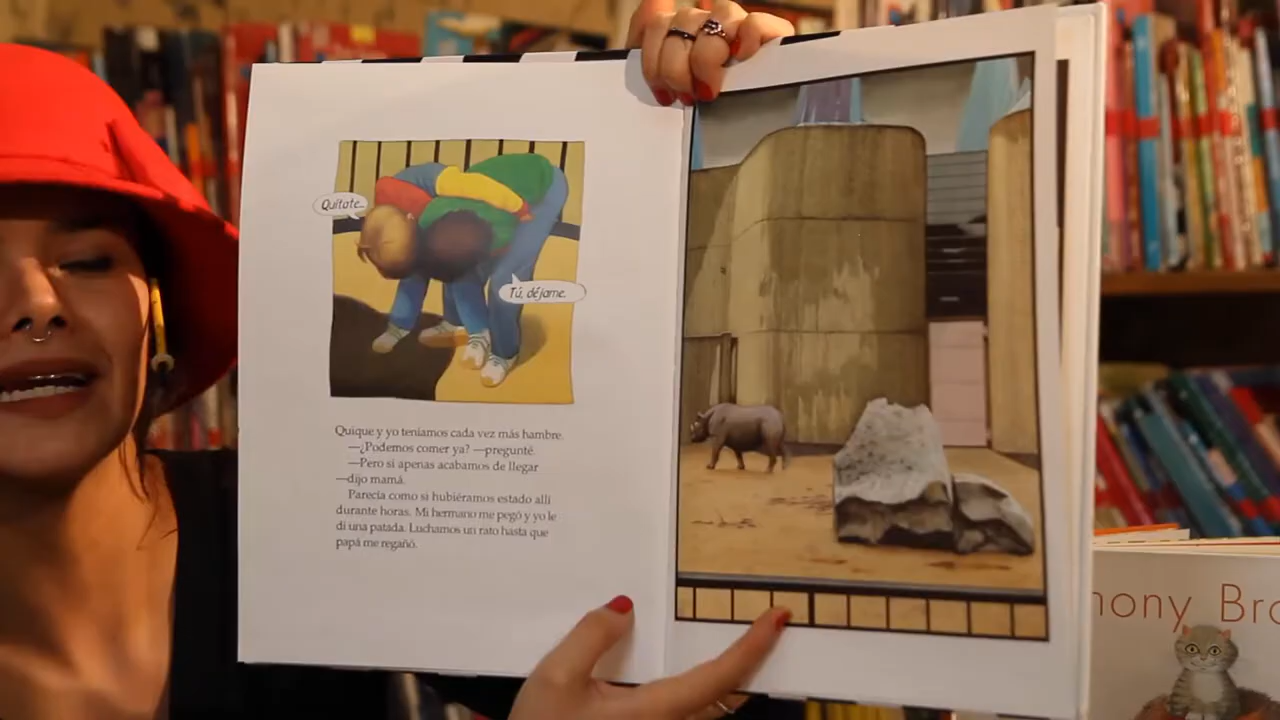 Quítate...
Tú, déjame.
Quique y yo teníamos cada vez más hambre.
—¿Podemos comer ya? —pregunté.
—Pero si apenas acabamos de llegar
—dijo mamá.
Parecía como si hubiéramos estado allí
durante horas. Mi hermano me pegó y yo le
di una patada. Luchamos un rato hasta que
papá me regañó.
hony Bro